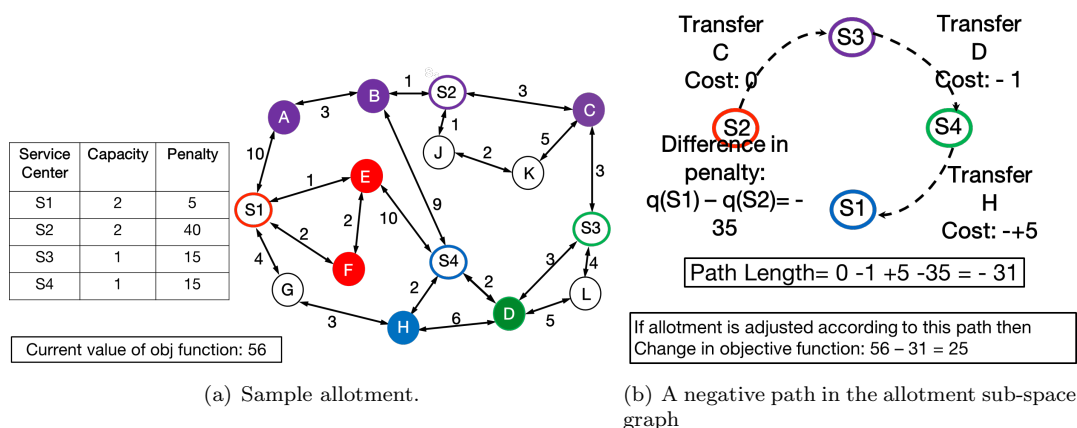 Service Center
Capacity
Penalty
S1 2 5
S2 2 40
S3 1 15
S4 1 15
Current value of obj function: 56
A
B
S2
C
J
K
E
S1
F
G
S4
S3
H
D
L
3
1
3
10
1
5
2
3
1
9
2
10
2
4
3
4
2
2
3
6
5
(a) Sample allotment.
Transfer
C
Cost: 0
S3
Transfer
D
Cost: - 1
S2
S4
Difference in
penalty:
q(S1) – q(S2)= -
35
S1
Transfer
H
Cost: -+5
Path Length= 0 -1 +5 -35 = - 31
If allotment is adjusted according to this path then
Change in objective function: 56 – 31 = 25
(b) A negative path in the allotment sub-space
graph